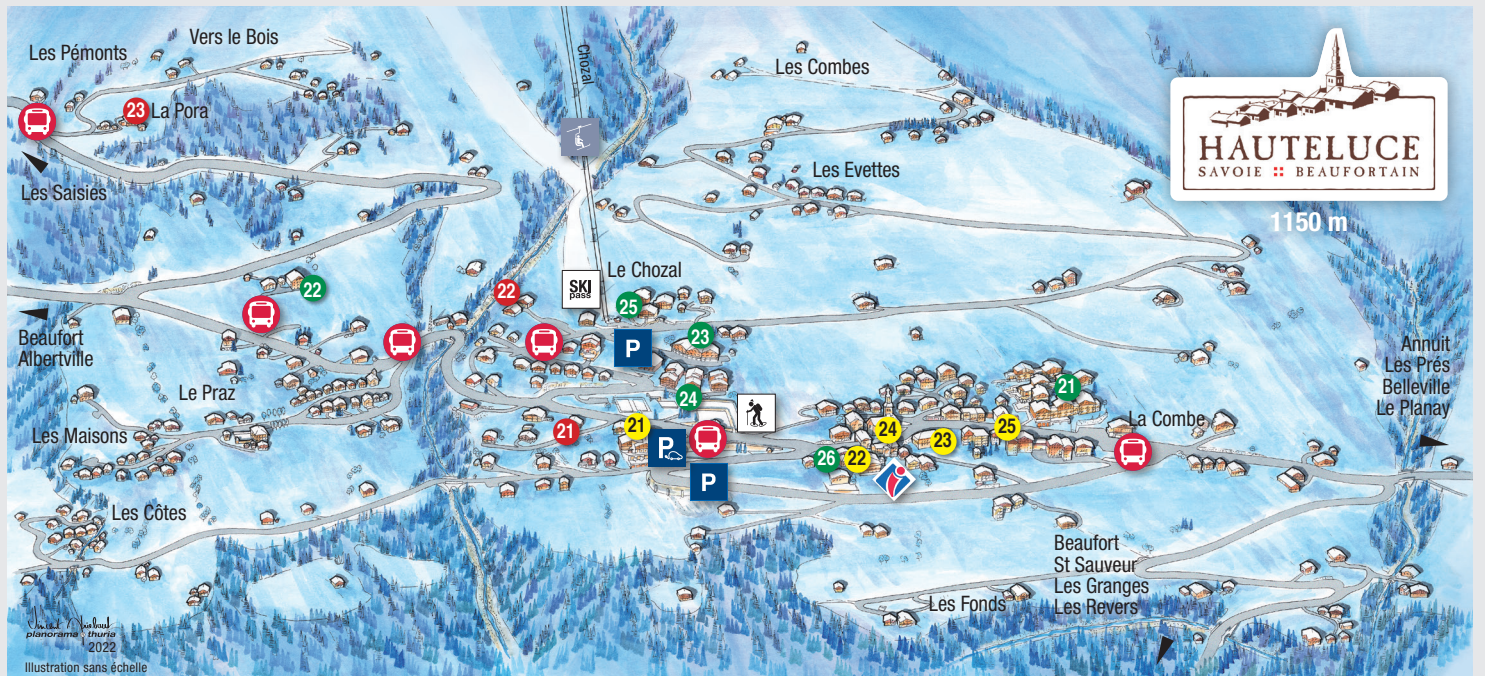 Vers le Bois
Les Pémonts
23
La Pora
Les Saisies
Chozal
Les Combes
Les Evettes
HAUTELUCE
SAVOIE BEAUFORTAIN
1150 m
22
Beaufort
Albertville
22
SKI
pass
Le Chozal
25
P
23
24
Le Praz
Les Maisons
21
21
P
P
Annuit
Les Prés
Belleville
Le Planay
21
La Combe
24
23
25
26
22
Les Côtes
Beaufort
St Sauveur
Les Granges
Les Revers
Les Fonds
planorama thuria
2022
Illustration sans échelle